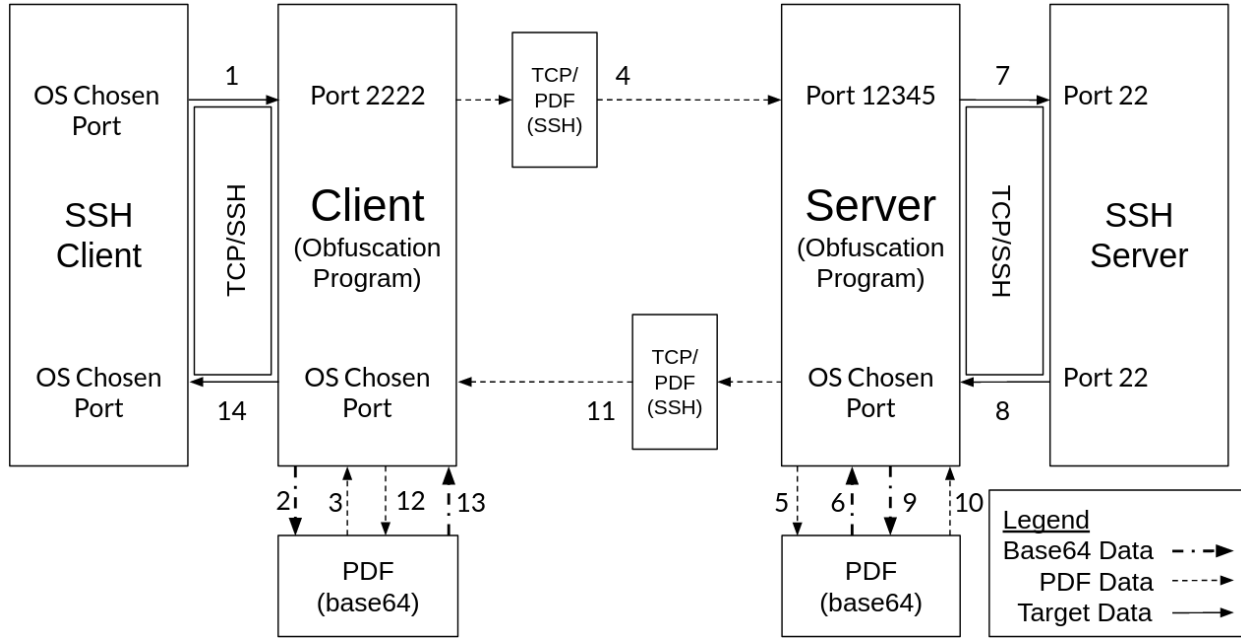 OS Chosen
Port
SSH
Client
OS Chosen
Port
1
TCP/SSH
14
Port 2222
Client
(Obfuscation
Program)
OS Chosen
Port
TCP/
PDF
(SSH)
4
TCP/
PDF
(SSH)
11
Port 12345
Server
(Obfuscation
Program)
OS Chosen
Port
7
TCP/SSH
8
Port 22
SSH
Server
Port 22
2
3
12
13
PDF
(base64)
5
6
9
10
PDF
(base64)
Legend
Base64 Data
PDF Data
Target Data